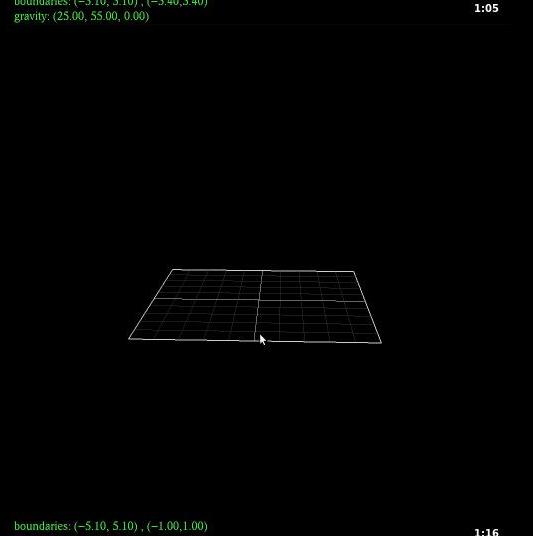 boundaries: (−5.10, 5.10) , (−3.40,3.40)
1:05
gravity: (25.00, 55.00, 0.00)
boundaries: (−5.10, 5.10) , (−1.00,1.00)
1:16